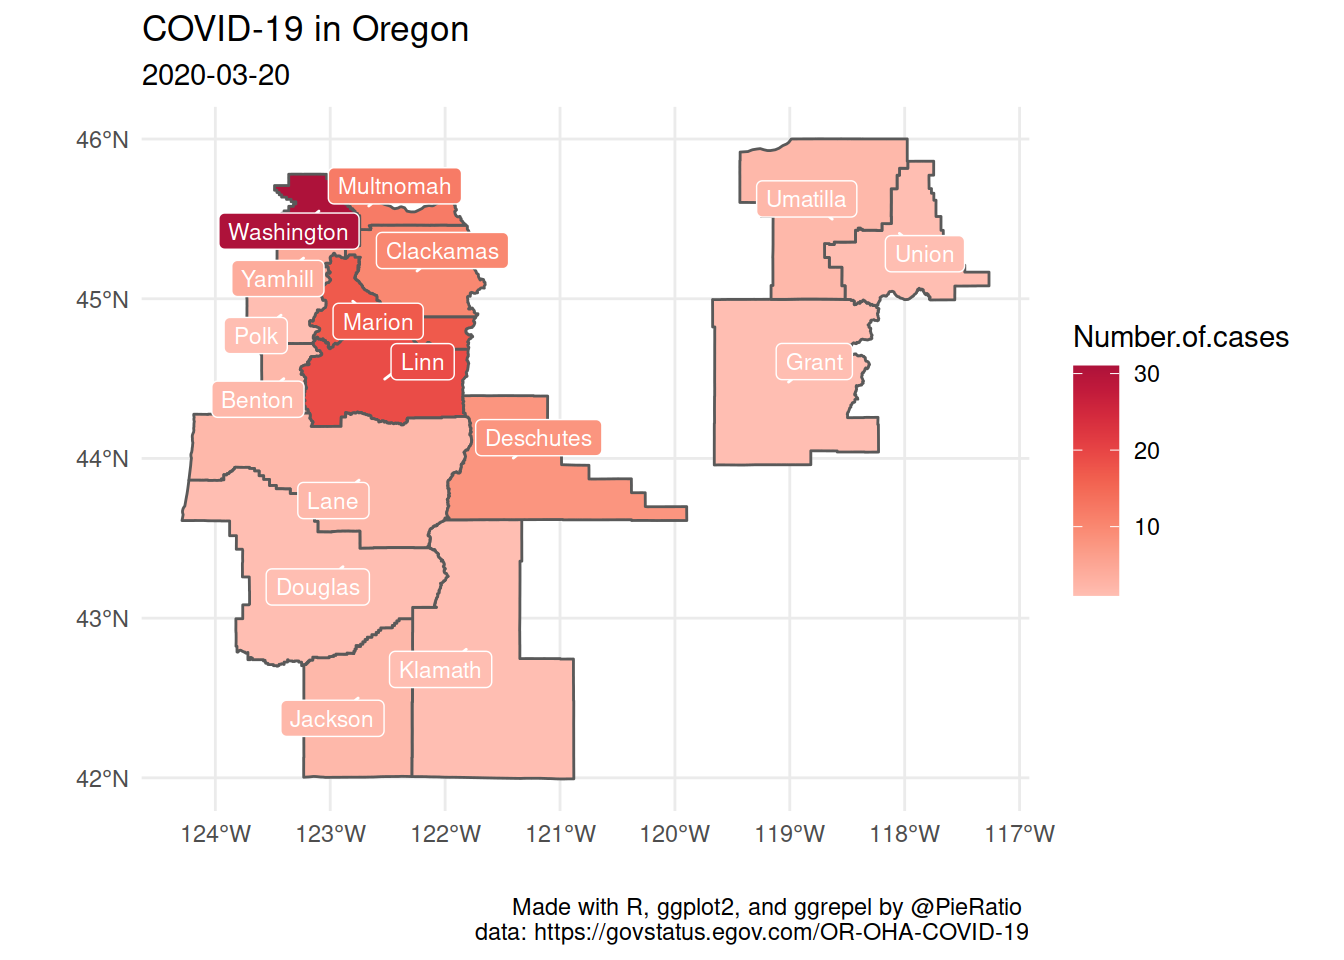 COVID-19 in Oregon
2020-03-20
46°N
45°N
44°N
43°N
42°N
Multnomah
Washington
Clackamas
Yamhill
Marion
Polk
Linn
Benton
Deschutes
Lane
Douglas
Klamath
Jackson
Umatilla
Union
Grant
124°W 123°W 122°W 121°W 120°W 119°W 118°W 117°W
Number.of.cases
30
20
10
Made with R, ggplot2, and ggrepel by @PieRatio
data: https://govstatus.egov.com/OR-OHA-COVID-19